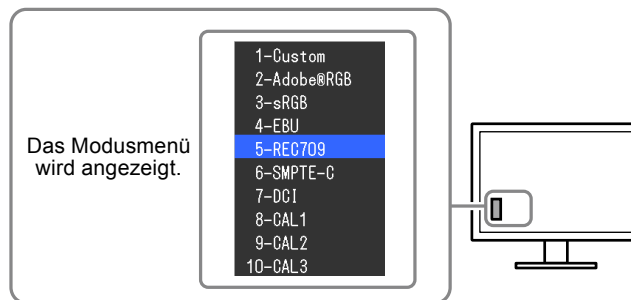 Das Modusmenü
wird angezeigt.
1-Custom
2-Adobe®RGB
3-sRGB
4-EBU
5-REC709
6-SMPTE-C
7-DCI
8-CAL1
9-CAL2
10-CAL3